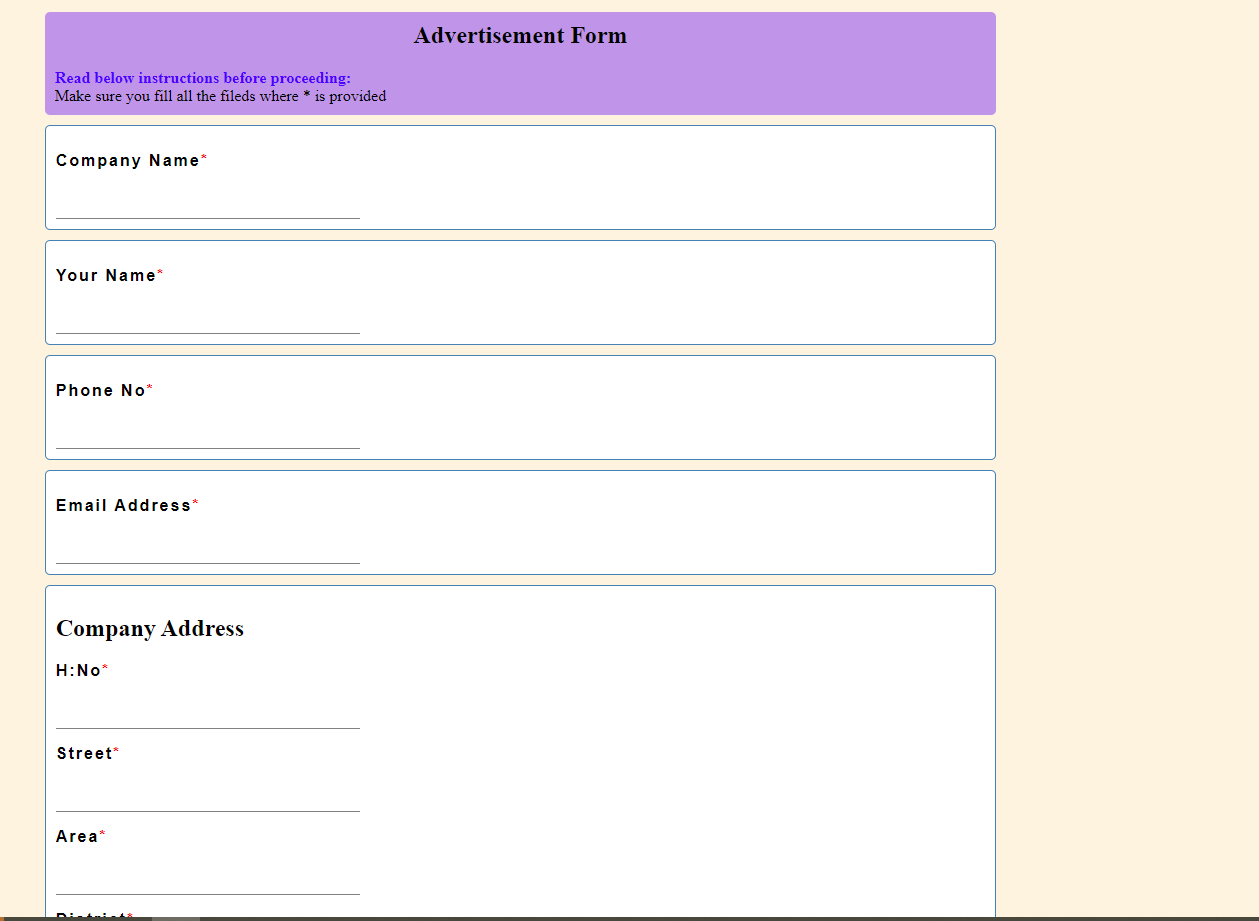 Advertisement Form
Read below instructions before proceeding:
Make sure you fill all the fileds where * is provided
Company Name*
Your Name*
Phone No*
Email Address*
Company Address
H:No*
Street*
Area*
District*